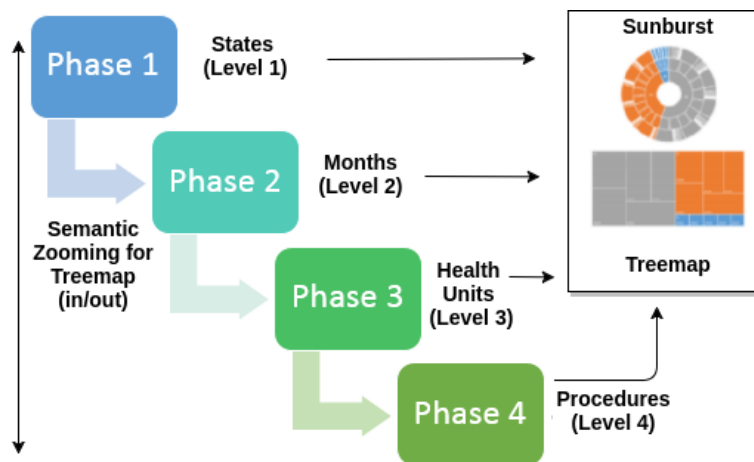 Phase 1
States
(Level 1)
Sunburst
Phase 2
Months
(Level 2)
Semantic
Zooming for
Treemap
(in/out)
Phase 3
Health
Units
(Level 3)
Treemap
Phase 4
Procedures
(Level 4)